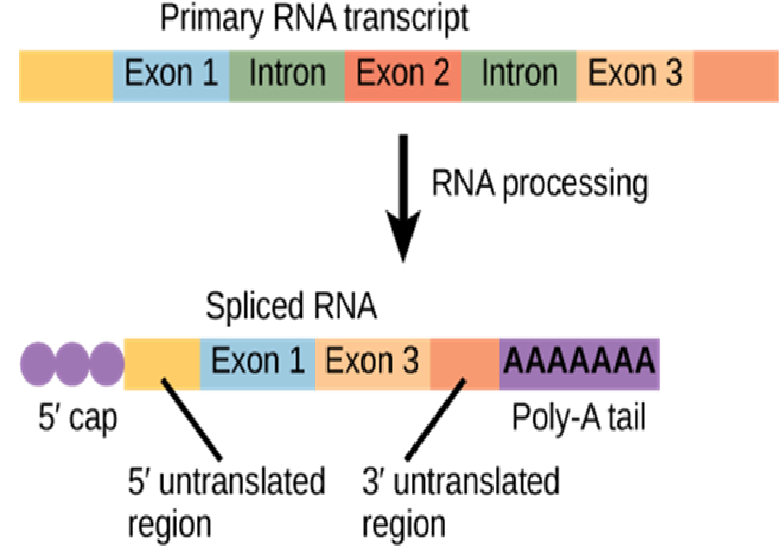 Primary RNA transcript
Exon 1 Intron Exon 2 Intron Exon 3
RNA processing
Spliced RNA
Exon 1 Exon 3 AAAAAAA
5′ cap Poly-A tail
5′ untranslated region
3′ untranslated region